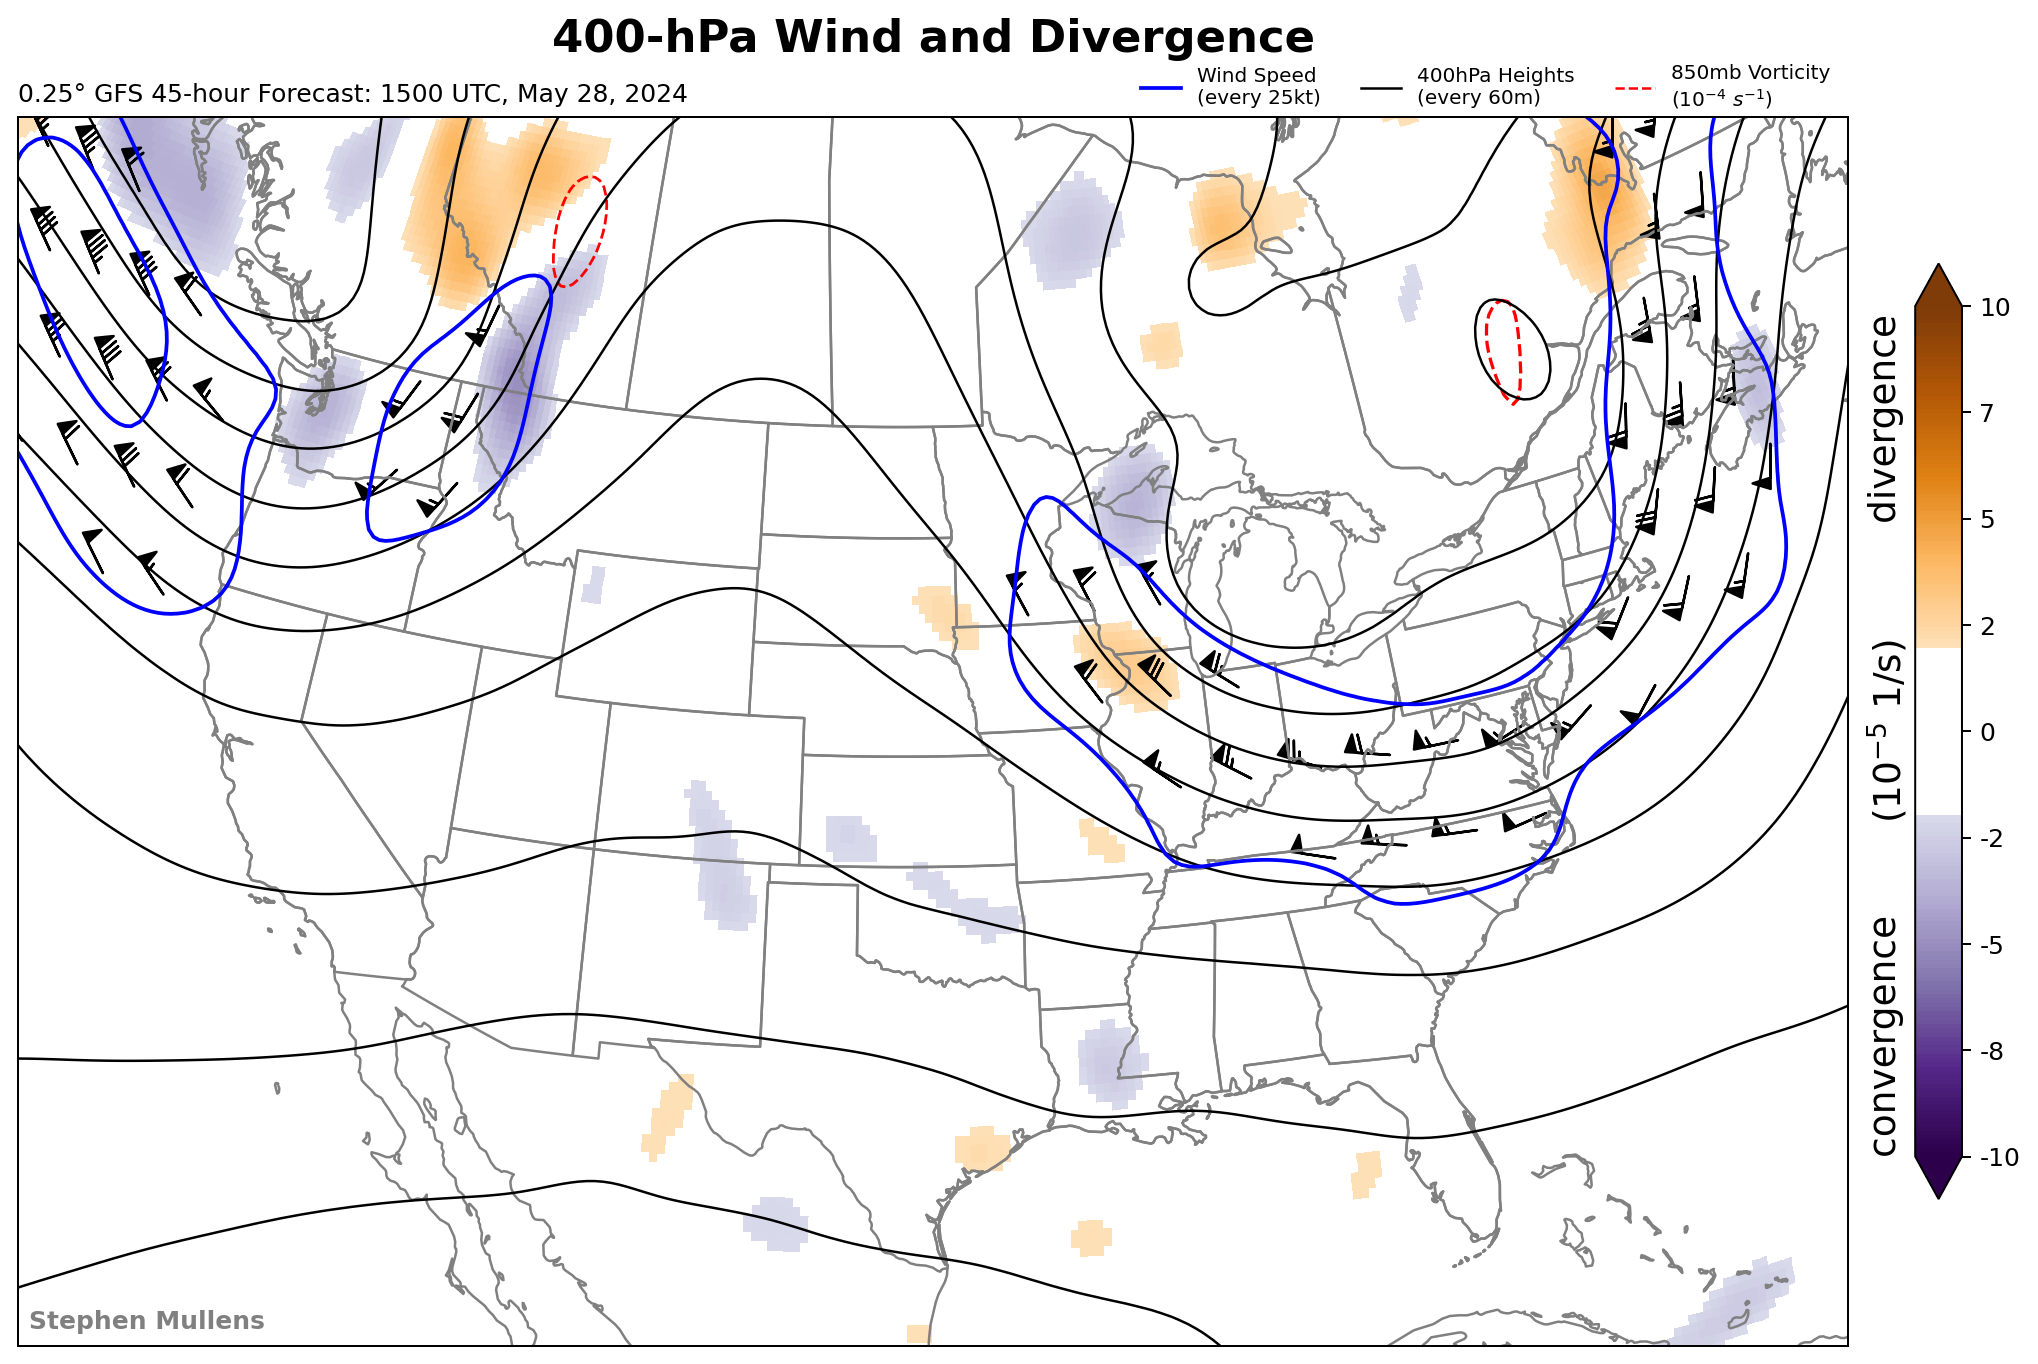 400-hPa Wind and Divergence
0.25° GFS 45-hour Forecast: 1500 UTC, May 28, 2024
Wind Speed
(every 25kt)
400hPa Heights
(every 60m)
850mb Vorticity
(10⁻⁴ s⁻¹)
10
7
5
2
0
-2
-5
-8
-10
convergence (10⁻⁵ 1/s) divergence
Stephen Mullens